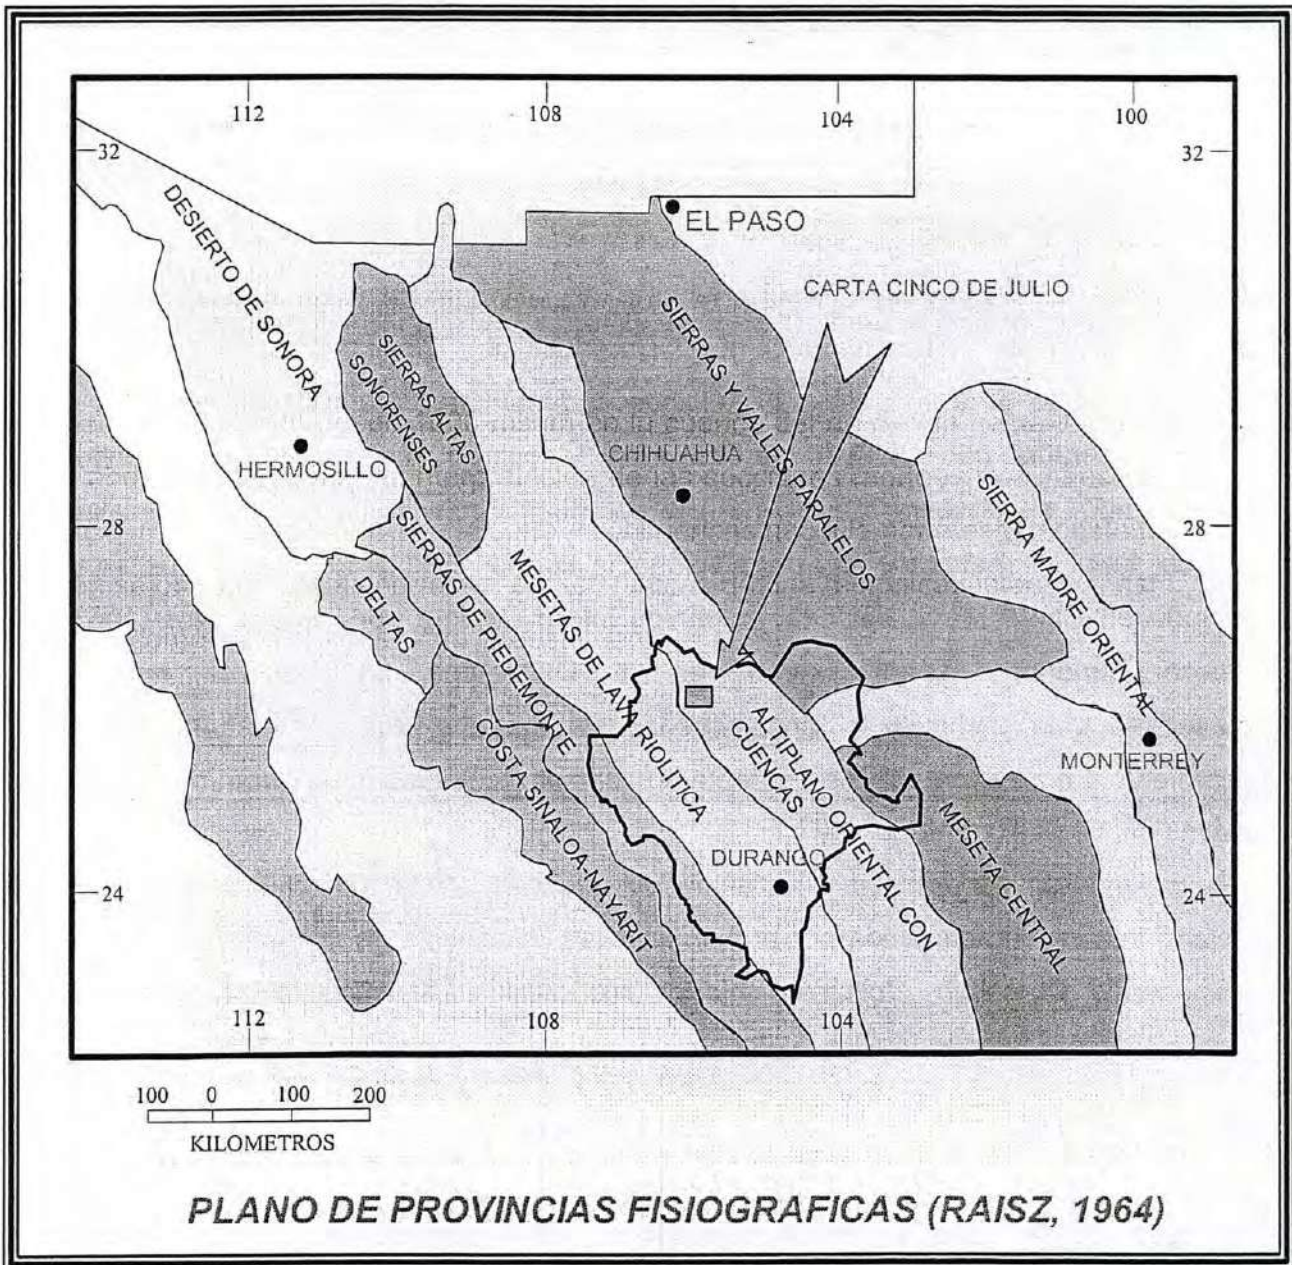 112
108
104
100
32
32
EL PASO
CARTA CINCO DE JULIO
DESIERTO DE SONORA
SIERRAS ALTAS
SONORENSES
SIERRAS Y VALLES PARALELOS
HERMOSILLO
CHIHUAHUA
28
28
SIERRA MADRE ORIENTAL
DELTAS
SIERRAS DE PIEDEMONTE
MESETAS DE LAVA RIOLITICA
ALTIPLANO ORIENTAL CON
CUENCAS
COSTA SINALOA-NAYARIT
MONTERREY
MESETA CENTRAL
DURANGO
24
24
112
108
104
100 0 100 200
KILOMETROS
PLANO DE PROVINCIAS FISIOGRAFICAS (RAISZ, 1964)